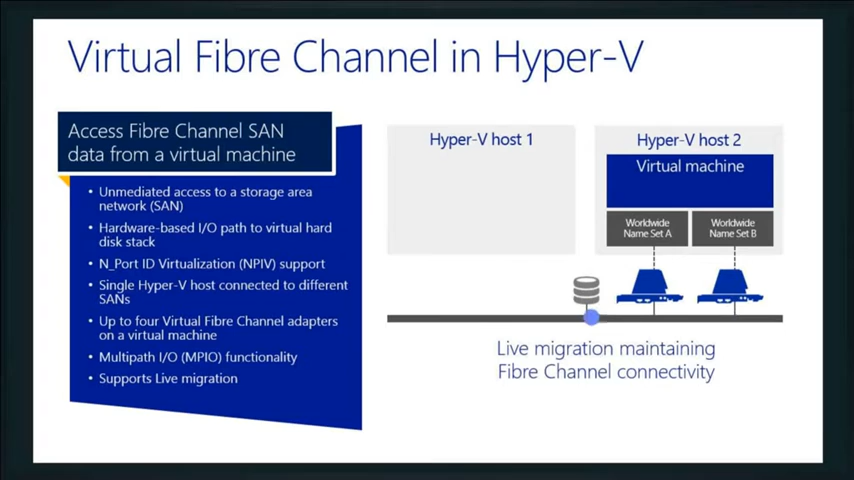 Virtual Fibre Channel in Hyper-V
Access Fibre Channel SAN
data from a virtual machine
• Unmediated access to a storage area
network (SAN)
• Hardware-based I/O path to virtual hard
disk stack
• N_Port ID Virtualization (NPIV) support
• Single Hyper-V host connected to different
SANs
• Up to four Virtual Fibre Channel adapters
on a virtual machine
• Multipath I/O (MPIO) functionality
• Supports Live migration
Hyper-V host 1
Hyper-V host 2
Virtual machine
Worldwide
Name Set A
Worldwide
Name Set B
Live migration maintaining
Fibre Channel connectivity